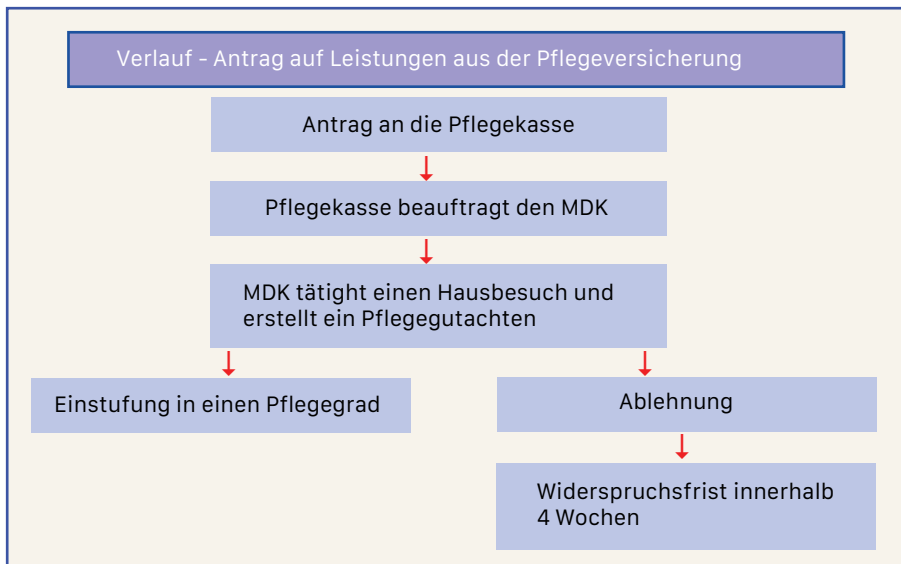 Verlauf - Antrag auf Leistungen aus der Pflegeversicherung
Antrag an die Pflegekasse
Pflegekasse beauftragt den MDK
MDK tätight einen Hausbesuch und
erstellt ein Pflegegutachten
Einstufung in einen Pflegegrad
Ablehnung
Widerspruchsfrist innerhalb
4 Wochen